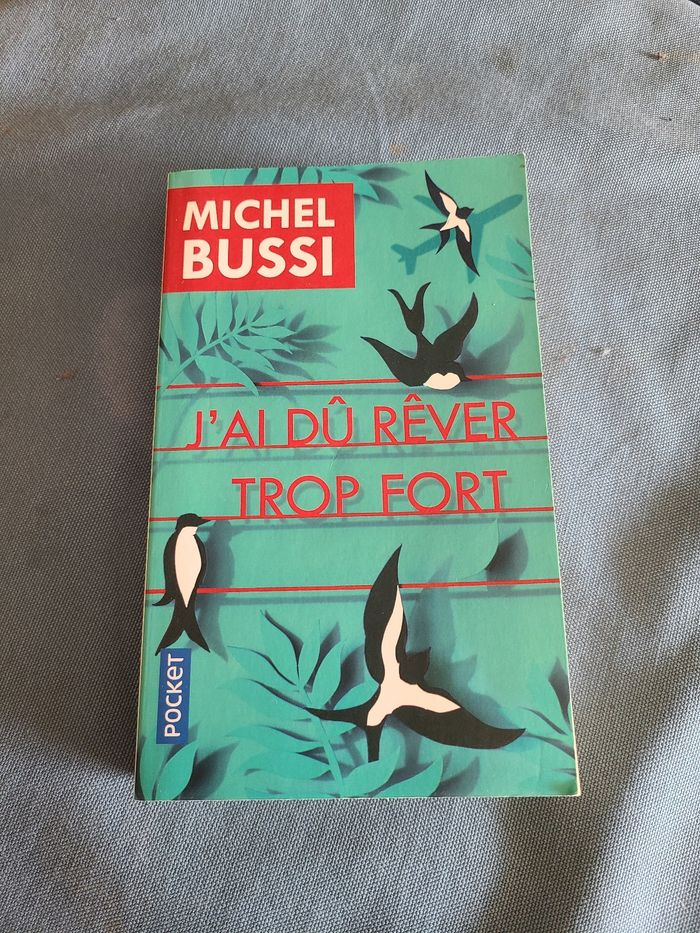 MICHEL
BUSSI
J'AI DÛ RÊVER
TROP FORT
POCKET